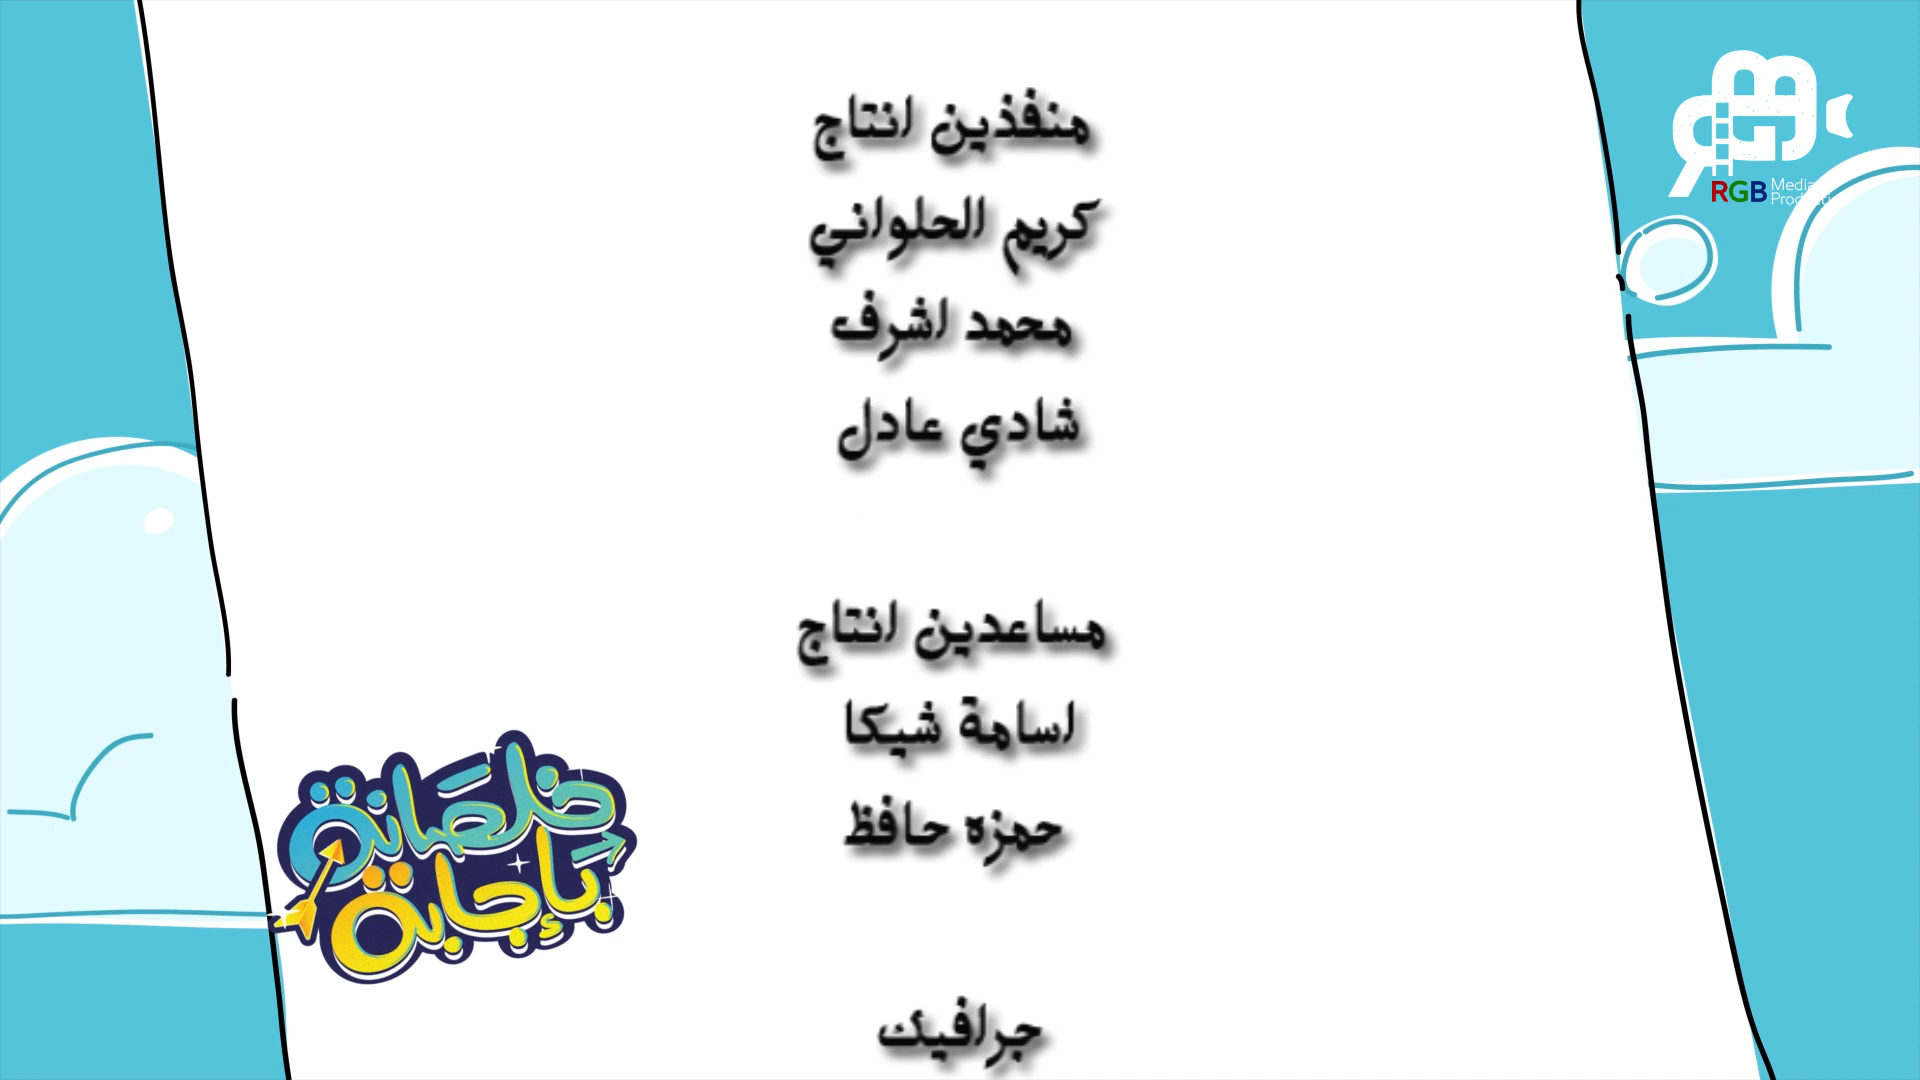 منفذين انتاج
كريم الحلواني
محمد اشرف
شادي عادل
مساعدين انتاج
اسامة شيكا
حمزه حافظ
جرافيك
خلصانة
بإجابة
RGB Media